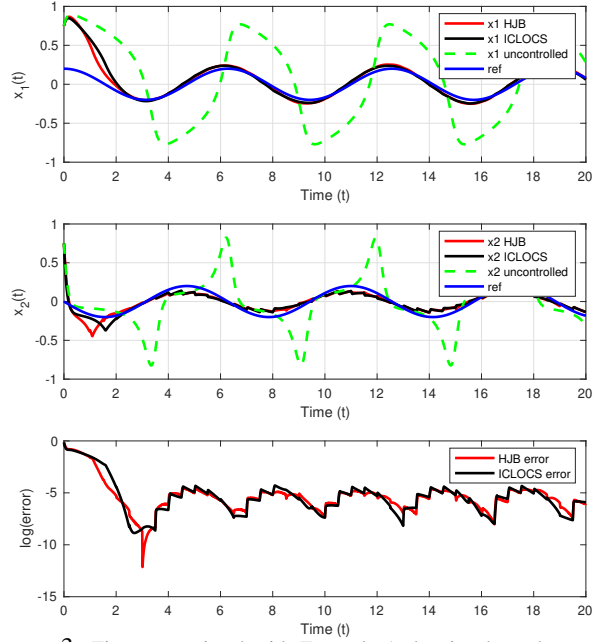 1
0.5
0
-0.5
-1
x1(t)
x1 HJB
x1 ICLOCS
x1 uncontrolled
ref
0 2 4 6 8 10 12 14 16 18 20
Time (t)
1
0.5
0
-0.5
-1
x2(t)
x2 HJB
x2 ICLOCS
x2 uncontrolled
ref
0 2 4 6 8 10 12 14 16 18 20
Time (t)
0
-5
-10
-15
log(error)
HJB error
ICLOCS error
0 2 4 6 8 10 12 14 16 18 20
Time (t)